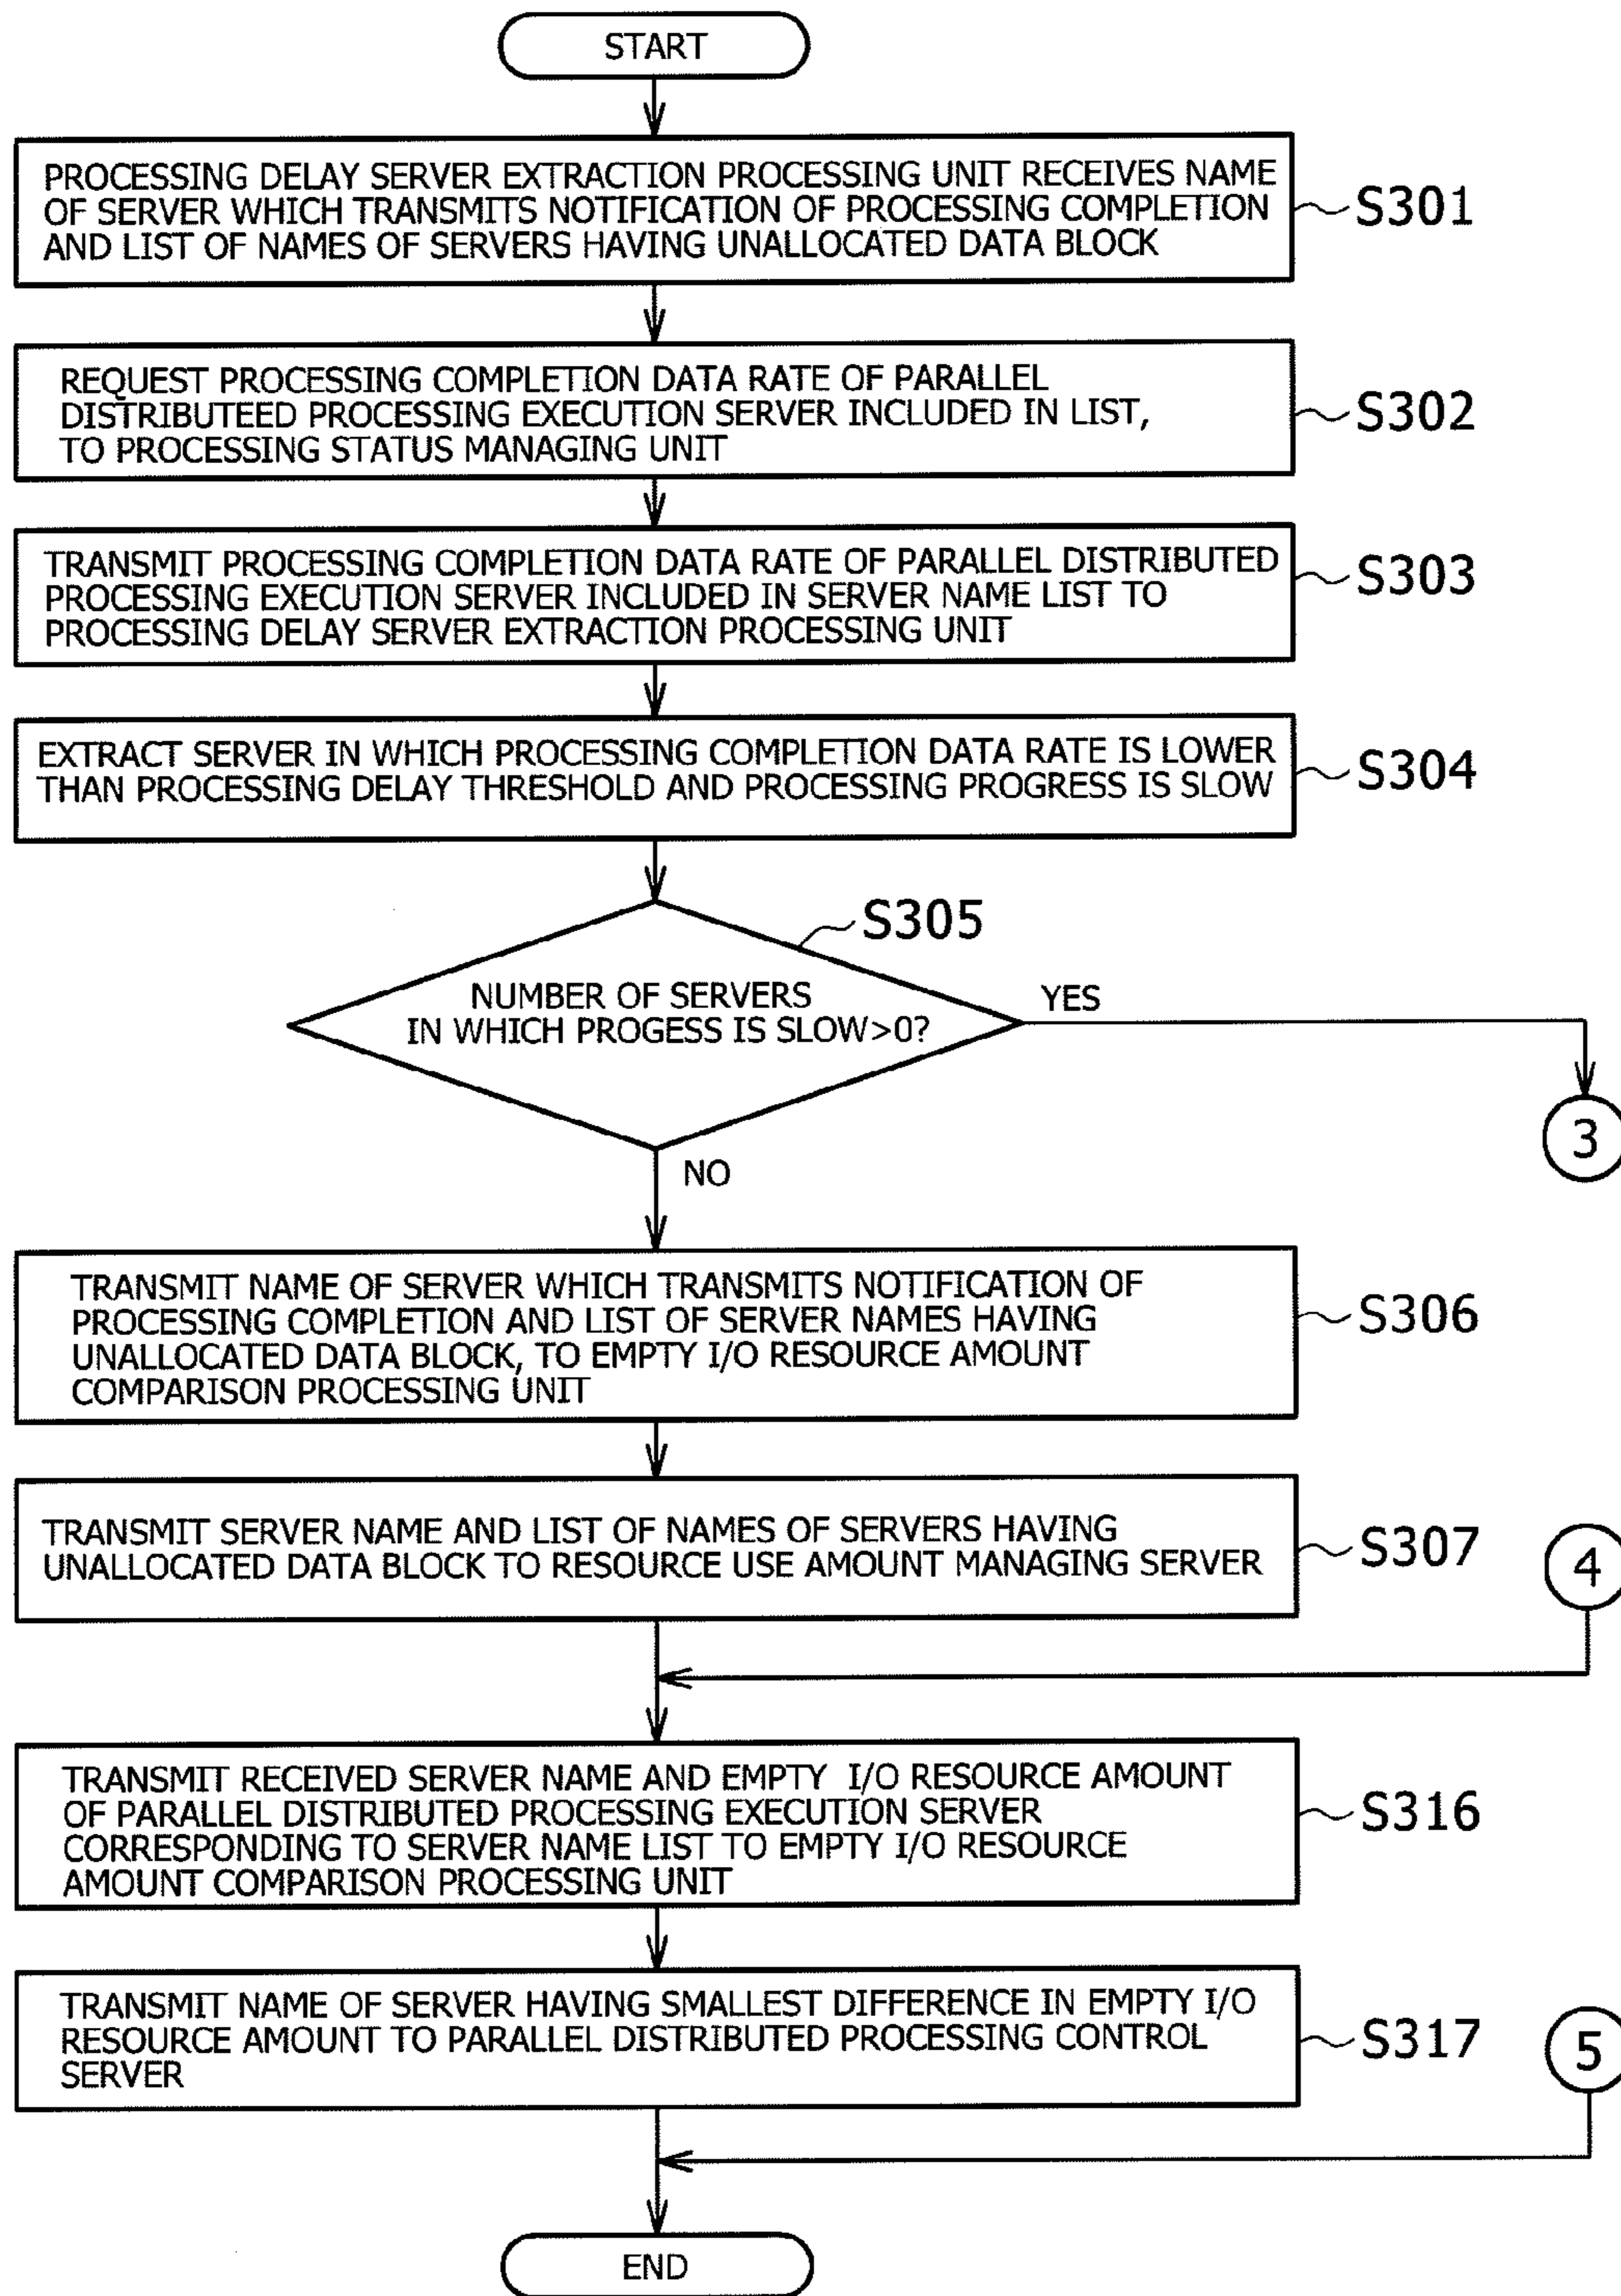 START
PROCESSING DELAY SERVER EXTRACTION PROCESSING UNIT RECEIVES NAME
OF SERVER WHICH TRANSMITS NOTIFICATION OF PROCESSING COMPLETION
AND LIST OF NAMES OF SERVERS HAVING UNALLOCATED DATA BLOCK
S301
REQUEST PROCESSING COMPLETION DATA RATE OF PARALLEL
DISTRIBUTEED PROCESSING EXECUTION SERVER INCLUDED IN LIST,
TO PROCESSING STATUS MANAGING UNIT
S302
TRANSMIT PROCESSING COMPLETION DATA RATE OF PARALLEL DISTRIBUTED
PROCESSING EXECUTION SERVER INCLUDED IN SERVER NAME LIST TO
PROCESSING DELAY SERVER EXTRACTION PROCESSING UNIT
S303
EXTRACT SERVER IN WHICH PROCESSING COMPLETION DATA RATE IS LOWER
THAN PROCESSING DELAY THRESHOLD AND PROCESSING PROGRESS IS SLOW
S304
S305
NUMBER OF SERVERS
IN WHICH PROGESS IS SLOW>0?
YES
3
NO
TRANSMIT NAME OF SERVER WHICH TRANSMITS NOTIFICATION OF
PROCESSING COMPLETION AND LIST OF SERVER NAMES HAVING
UNALLOCATED DATA BLOCK, TO EMPTY I/O RESOURCE AMOUNT
COMPARISON PROCESSING UNIT
S306
TRANSMIT SERVER NAME AND LIST OF NAMES OF SERVERS HAVING
UNALLOCATED DATA BLOCK TO RESOURCE USE AMOUNT MANAGING SERVER
S307
4
TRANSMIT RECEIVED SERVER NAME AND EMPTY I/O RESOURCE AMOUNT
OF PARALLEL DISTRIBUTED PROCESSING EXECUTION SERVER
CORRESPONDING TO SERVER NAME LIST TO EMPTY I/O RESOURCE
AMOUNT COMPARISON PROCESSING UNIT
S316
TRANSMIT NAME OF SERVER HAVING SMALLEST DIFFERENCE IN EMPTY I/O
RESOURCE AMOUNT TO PARALLEL DISTRIBUTED PROCESSING CONTROL
SERVER
S317
5
END